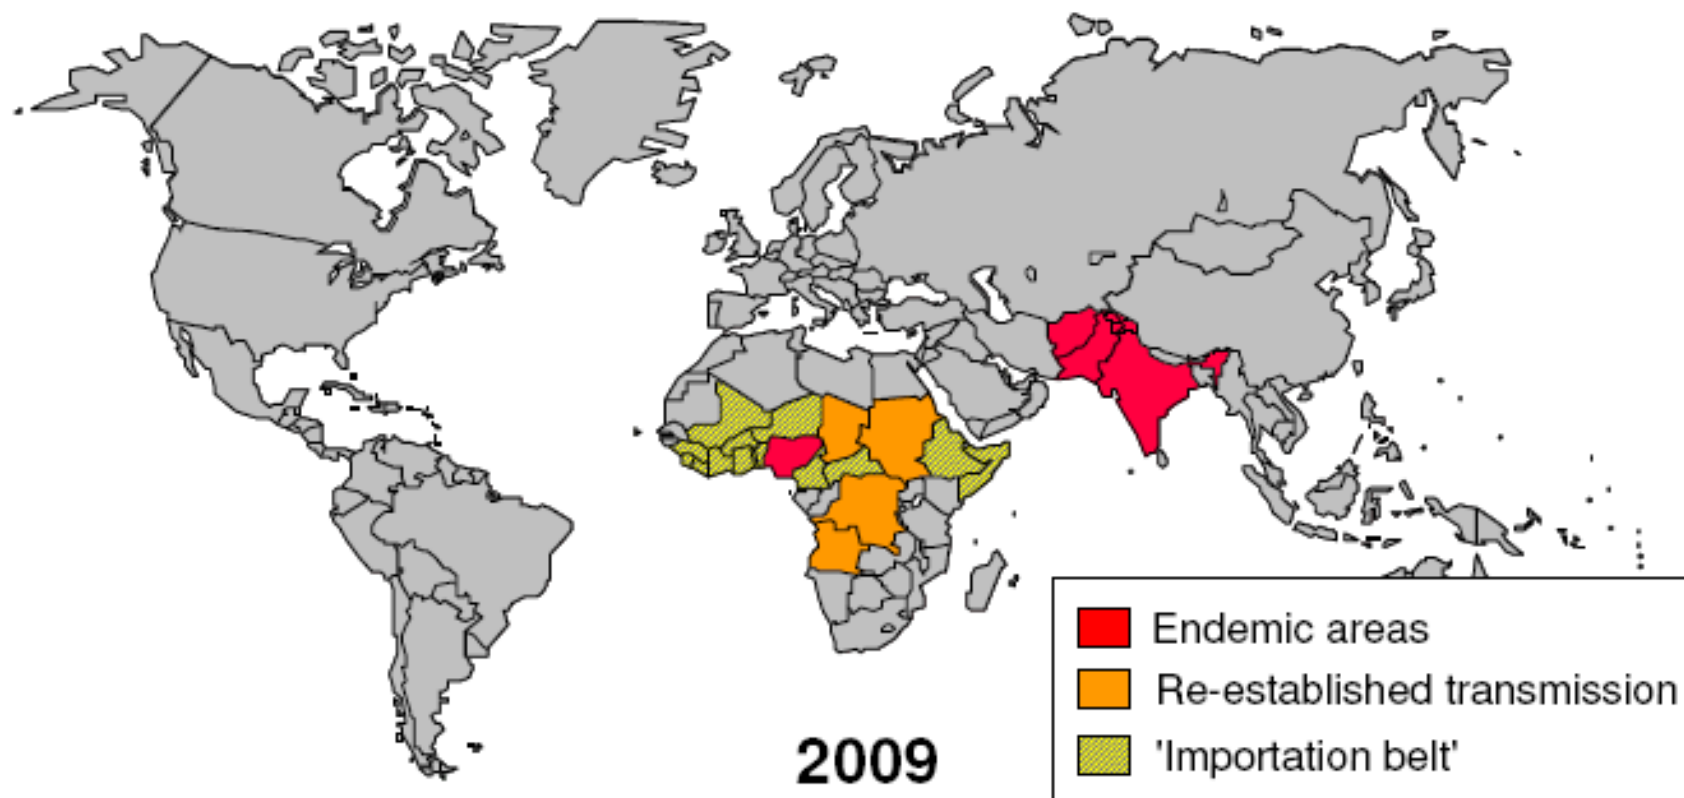 Endemic areas
Re-established transmission
'Importation belt'
2009